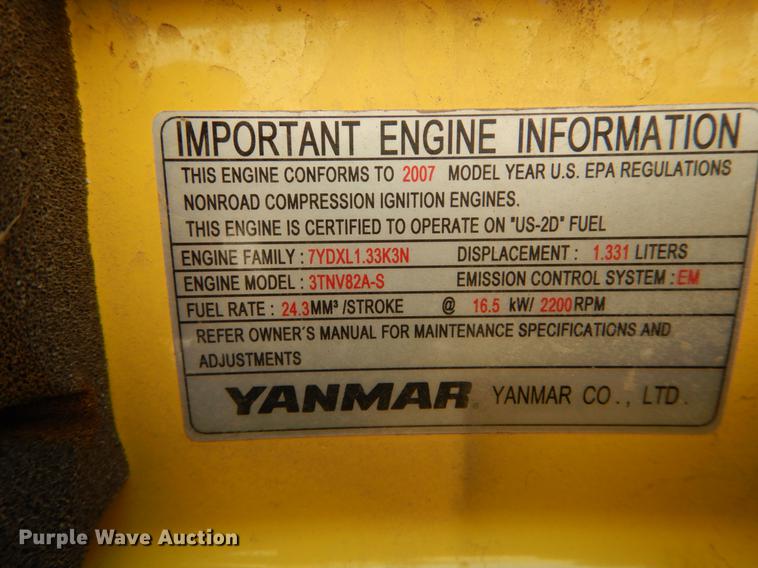 IMPORTANT ENGINE INFORMATION
THIS ENGINE CONFORMS TO 2007 MODEL YEAR U.S. EPA REGULATIONS
NONROAD COMPRESSION IGNITION ENGINES.
THIS ENGINE IS CERTIFIED TO OPERATE ON "US-2D" FUEL
ENGINE FAMILY : 7YDXL1.33K3N DISPLACEMENT : 1.331 LITERS
ENGINE MODEL : 3TNV82A-S EMISSION CONTROL SYSTEM : EM
FUEL RATE : 24.3 MM³ /STROKE @ 16.5 kW/ 2200 RPM
REFER OWNER'S MANUAL FOR MAINTENANCE SPECIFICATIONS AND
ADJUSTMENTS
YANMAR® YANMAR CO., LTD.
Purple Wave Auction®